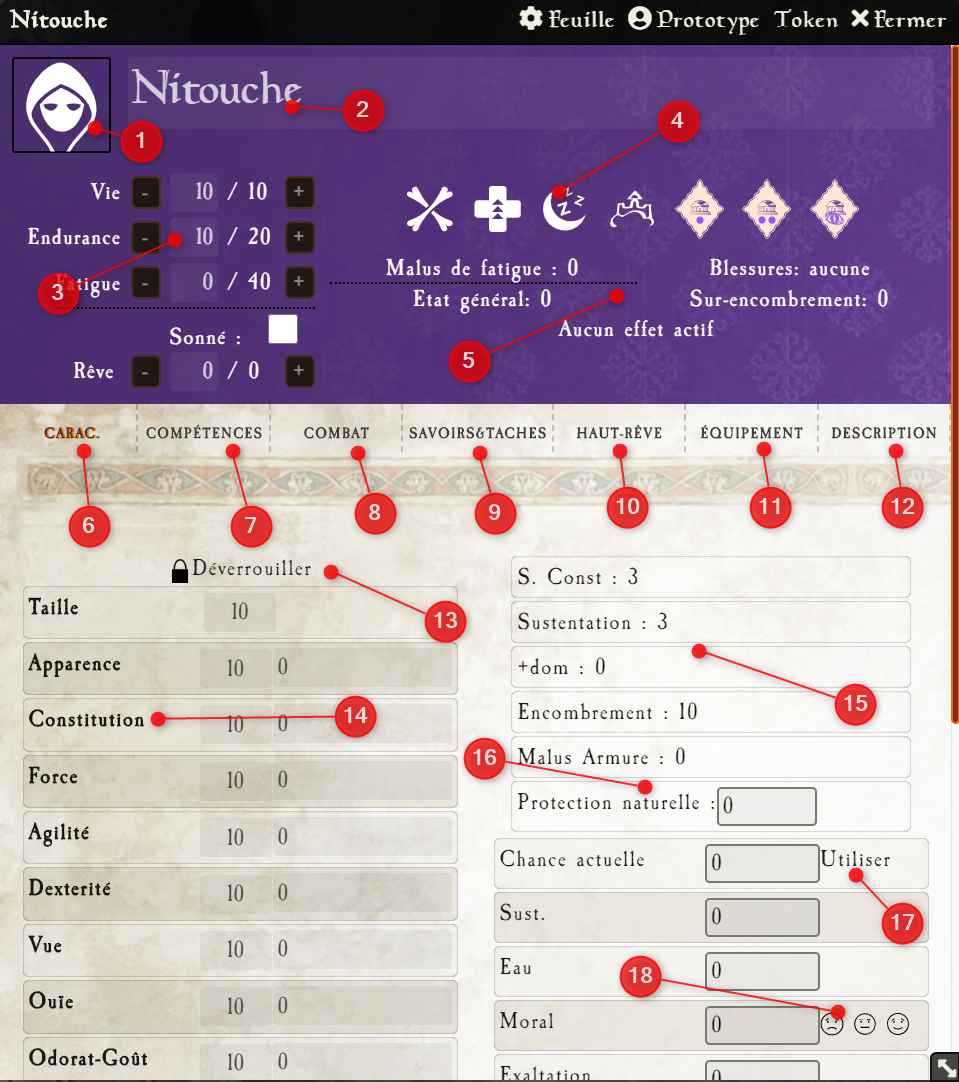 Nitouche Feuille Prototype Token Fermer
Nitouche
1
2
4
Vie - 10 / 10 +
Endurance - 10 / 20 +
Fatigue - 0 / 40 +
3
Sonné :
Rêve - 0 / 0 +
Z Z Z
Malus de fatigue : 0
Etat général: 0
Blessures: aucune
Sur-encombrement: 0
Aucun effet actif
5
CARAC. COMPÉTENCES COMBAT SAVOIRS&TACHES HAUT-RÊVE ÉQUIPEMENT DESCRIPTION
6 7 8 9 10 11 12
Déverrouiller
13
Taille 10
Apparence 10 0
Constitution 10 0
14
Force 10 0
Agilité 10 0
Dexterité 10 0
Vue 10 0
Ouïe 10 0
Odorat-Goût 10 0
S. Const : 3
Sustentation : 3
+dom : 0
15
Encombrement : 10
Malus Armure : 0
16
Protection naturelle : 0
Chance actuelle 0 Utiliser
17
Sust. 0
Eau 0
18
Moral 0
Exaltation 0